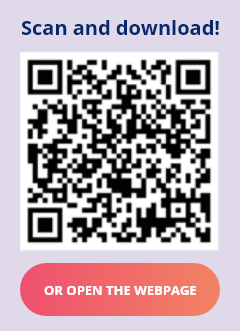 Scan and download!
OR OPEN THE WEBPAGE